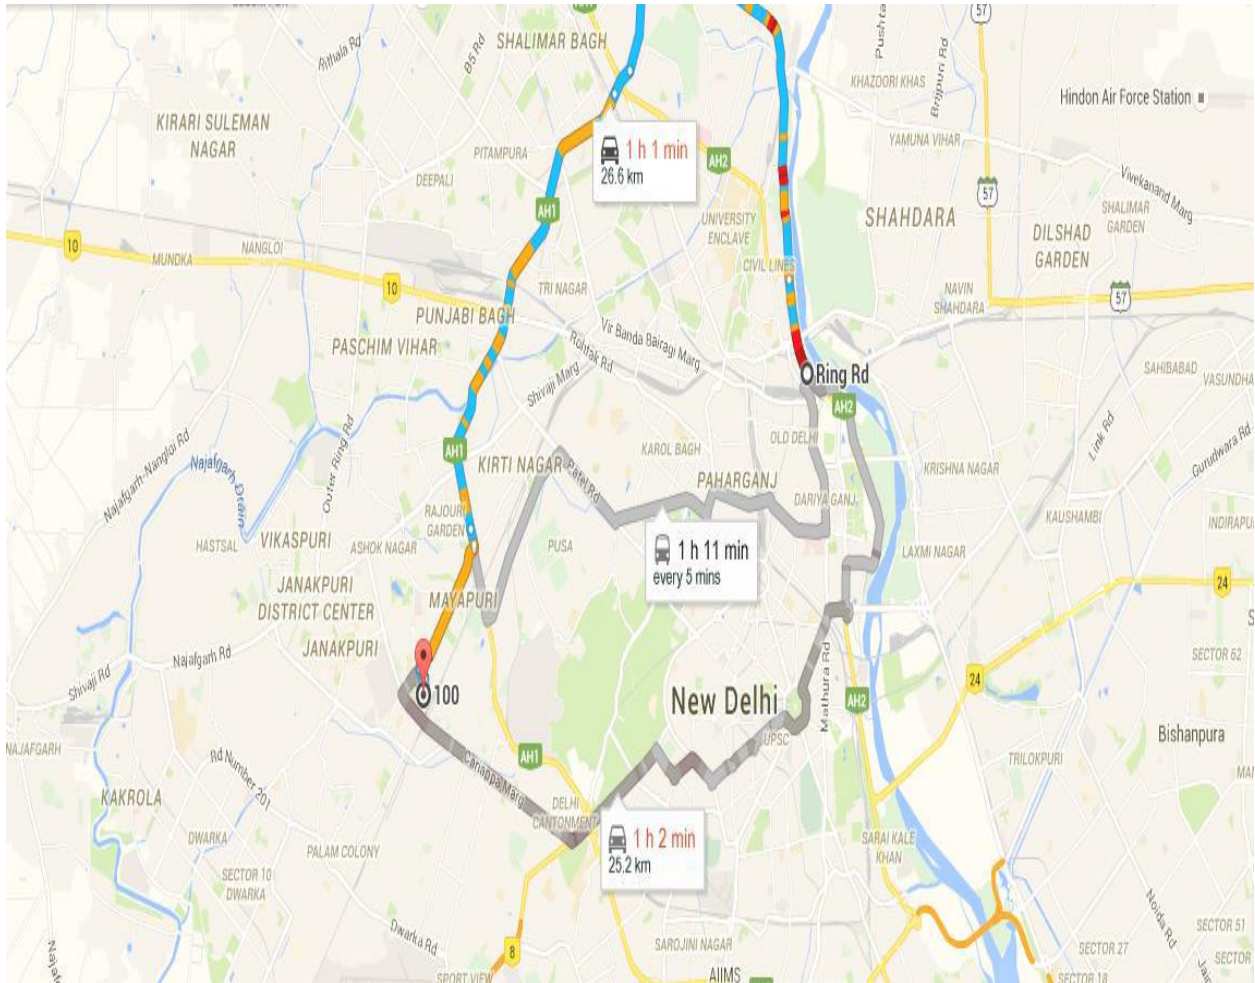 SHALIMAR BAGH
Rithala Rd
B5 Rd
57
Pushta
Brijpuri Rd
KHAZOORI KHAS
Hindon Air Force Station
KIRARI SULEMAN
NAGAR
PITAMPURA
1 h 1 min
26.6 km
AH2
YAMUNA VIHAR
DEEPALI
57
Vivekanand Marg
AH1
UNIVERSITY
ENCLAVE
SHAHDARA
SHALIMAR
GARDEN
DILSHAD
GARDEN
10
NANGLOI
MUNDKA
CIVIL LINES
10
TRI NAGAR
NAVIN
SHAHDARA
57
PUNJABI BAGH
PASCHIM VIHAR
Vir Banda Bairagi Marg
Rohtak Rd
Shivaji Marg
Ring Rd
SAHIBABAD
VASUNDHA
AH2
Link Rd
Gurudwara Rd
Najafgarh-Nangloi Rd
Outer Ring Rd
AH1
KIRTI NAGAR
KAROL BAGH
OLD DELHI
Najafgarh Drain
Patel Rd
PAHARGANJ
DARIYA GANJ
KRISHNA NAGAR
RAJOURI
GARDEN
KAUSHAMBI
INDIRAPU
HASTSAL
VIKASPURI
ASHOK NAGAR
PUSA
1 h 11 min
every 5 mins
LAXMI NAGAR
JANAKPURI
DISTRICT CENTER
MAYAPURI
24
JANAKPURI
Najafgarh Rd
Shivaji Rd
SECTOR 62
Mathura Rd
24
100
New Delhi
AH2
NAJAFGARH
UPSC
Bishanpura
Rd Number 201
AH1
Cariappa Marg
TRILOKPURI
KAKROLA
DELHI
CANTONMENT
DWARKA
PALAM COLONY
1 h 2 min
25.2 km
SARAI KALE
KHAN
SECTOR 10
DWARKA
Dwarka Rd
Noida Rd
SECTOR 51
SECTOR
8
SAROJINI NAGAR
SECTOR 27
SPORT VIEW
AIIMS
SECTOR 18